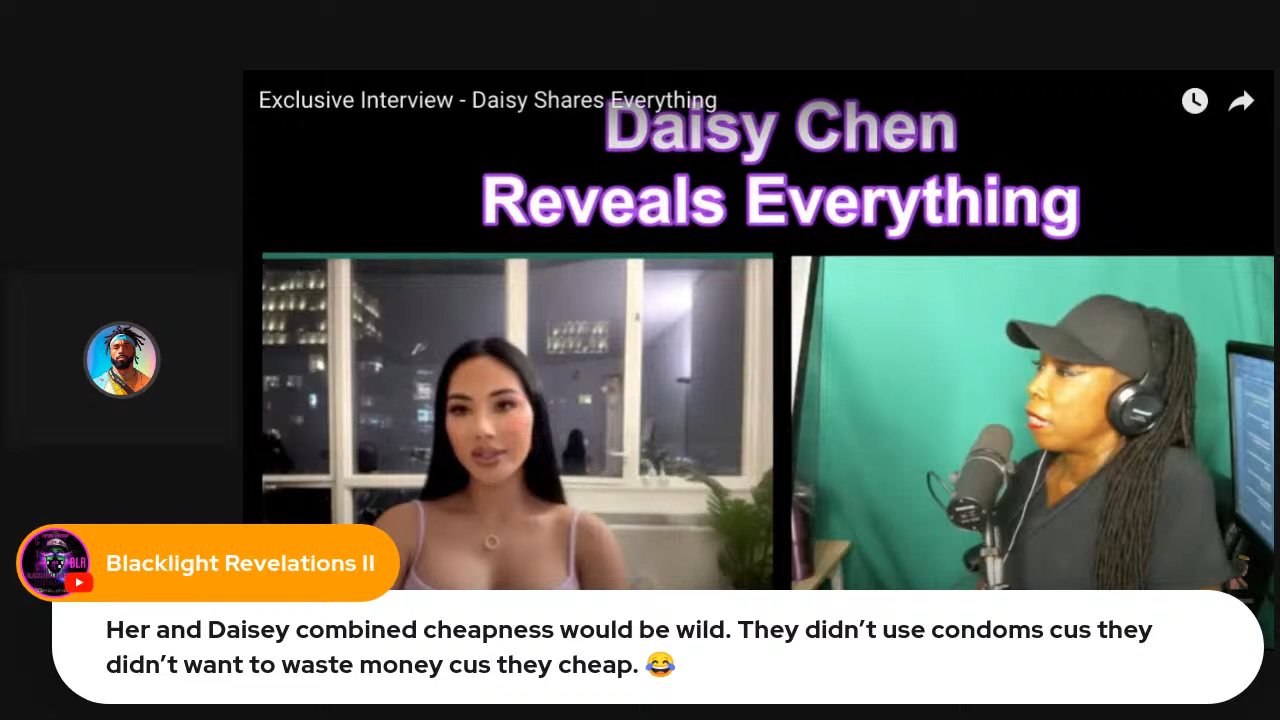 Exclusive Interview - Daisy Shares Everything
Daisy Chen
Reveals Everything
BLR
Blacklight Revelations II
Her and Daisey combined cheapness would be wild. They didn’t use condoms cus they
didn’t want to waste money cus they cheap. 😂